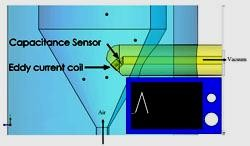 Capacitance Sensor
Eddy current coil
Vacuum
Air